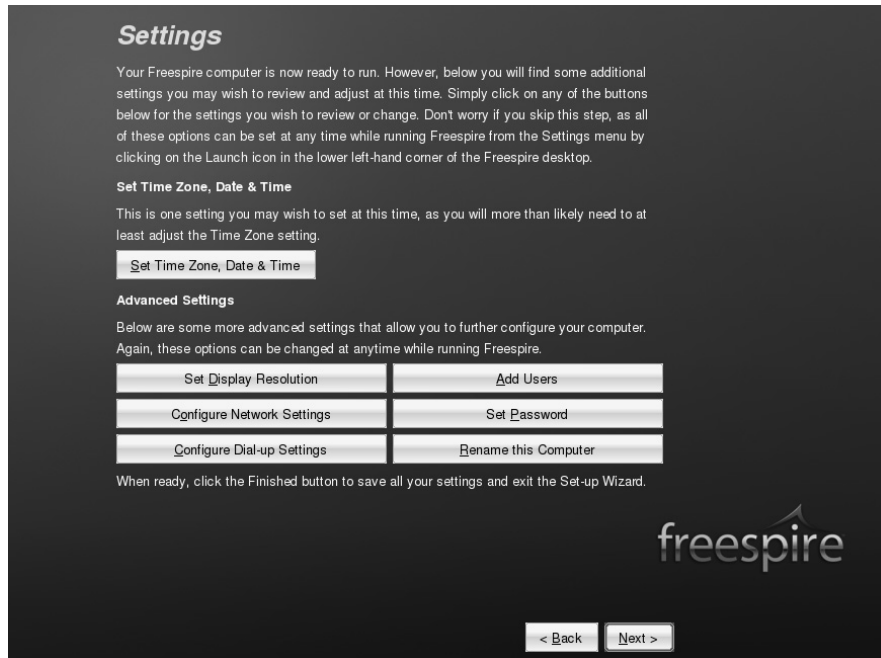 Settings
Your Freespire computer is now ready to run. However, below you will find some additional
settings you may wish to review and adjust at this time. Simply click on any of the buttons
below for the settings you wish to review or change. Don't worry if you skip this step, as all
of these options can be set at any time while running Freespire from the Settings menu by
clicking on the Launch icon in the lower left-hand corner of the Freespire desktop.
Set Time Zone, Date & Time
This is one setting you may wish to set at this time, as you will more than likely need to at
least adjust the Time Zone setting.
Set Time Zone, Date & Time
Advanced Settings
Below are some more advanced settings that allow you to further configure your computer.
Again, these options can be changed at anytime while running Freespire.
Set Display Resolution
Add Users
Configure Network Settings
Set Password
Configure Dial-up Settings
Rename this Computer
When ready, click the Finished button to save all your settings and exit the Set-up Wizard.
freespire
< Back
Next >